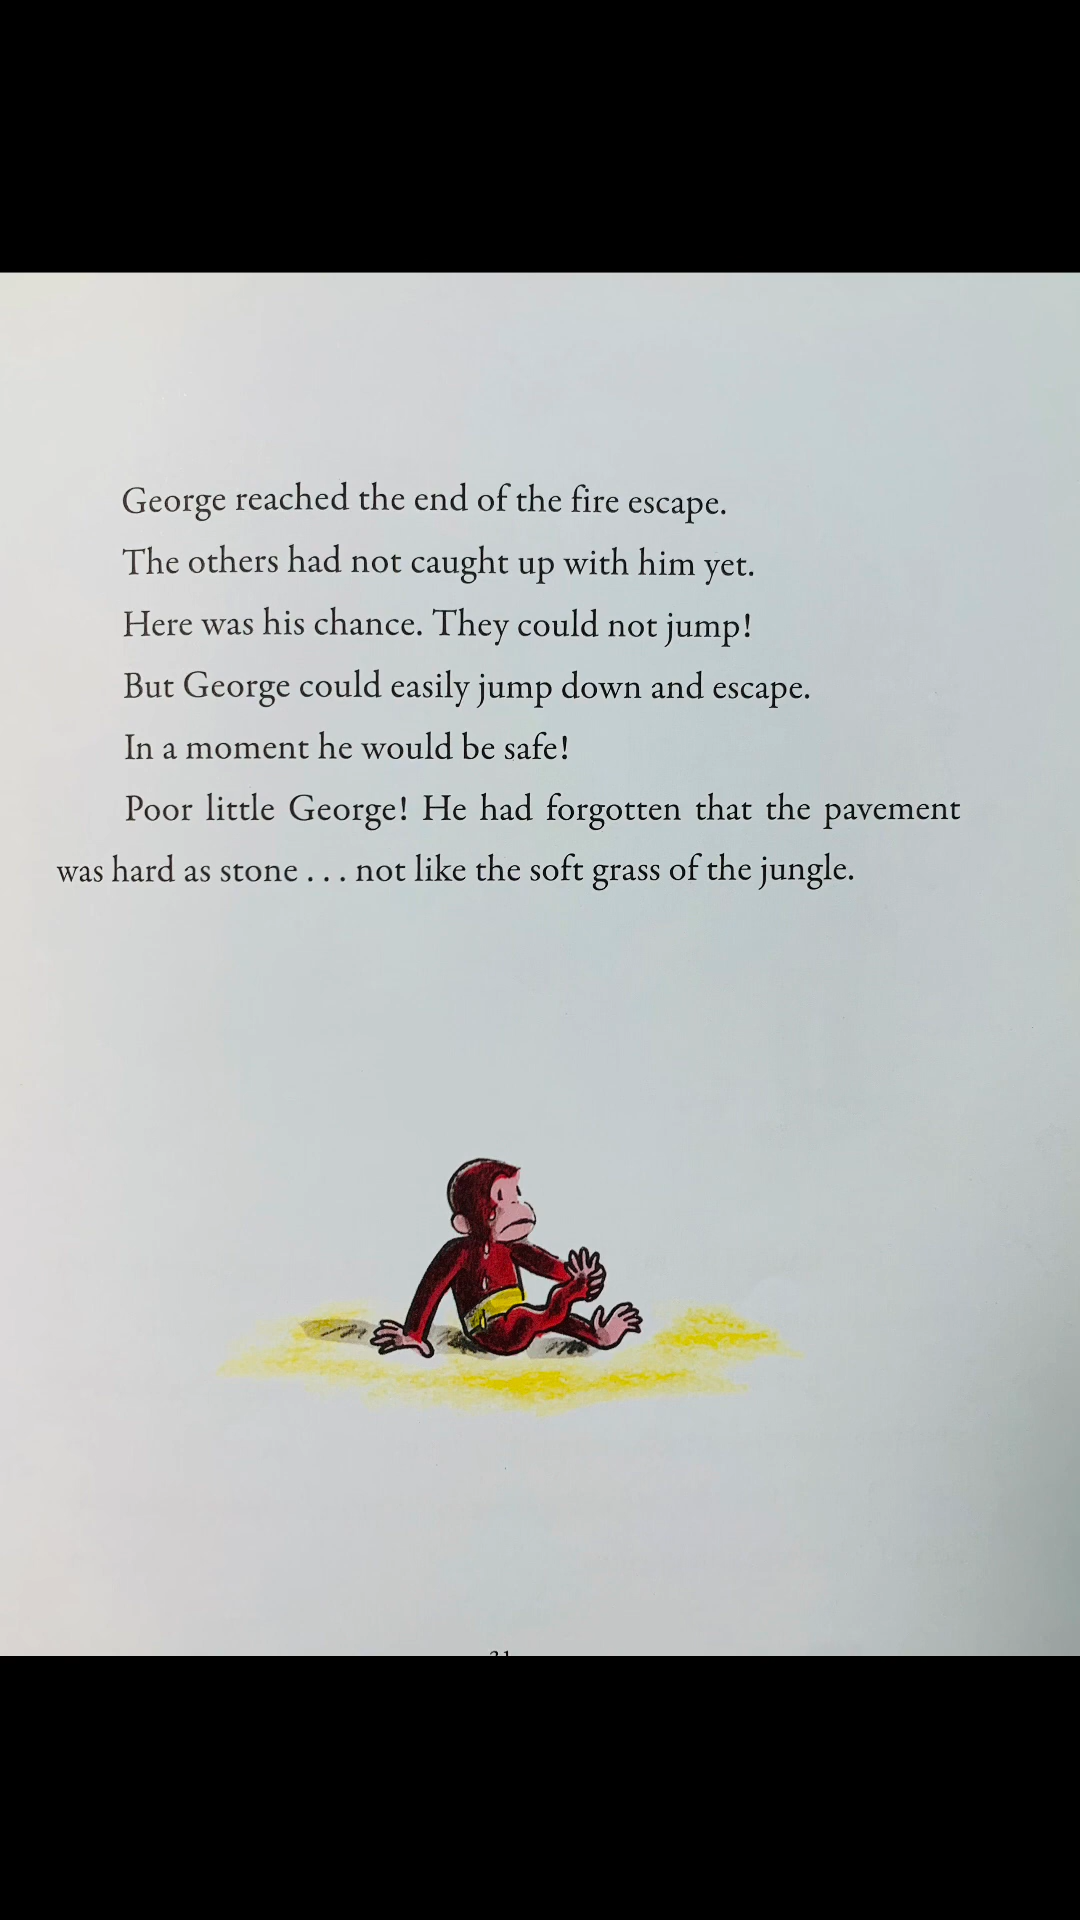 George reached the end of the fire escape.
The others had not caught up with him yet.
Here was his chance. They could not jump!
But George could easily jump down and escape.
In a moment he would be safe!
Poor little George! He had forgotten that the pavement
was hard as stone . . . not like the soft grass of the jungle.